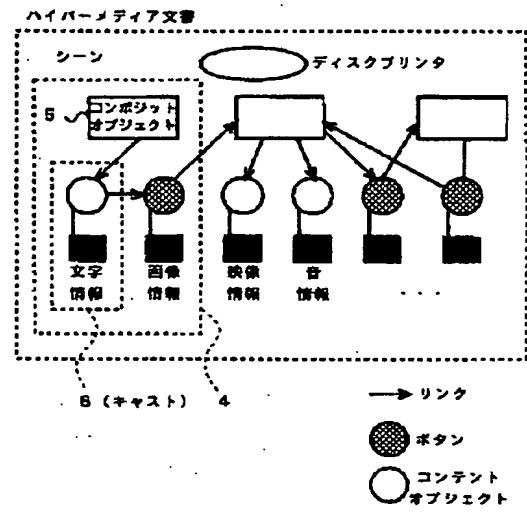 ハイパーメディア文書
シーン
ディスクプリンタ
5
コンポジット
オブジェクト
文字
情報
画像
情報
映像
情報
音
情報
...
6 (キャスト)
4
リンク
ボタン
コンテント
オブジェクト